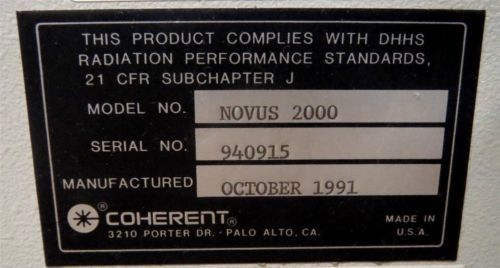 THIS PRODUCT COMPLIES WITH DHHS
RADIATION PERFORMANCE STANDARDS,
21 CFR SUBCHAPTER J
MODEL NO. NOVUS 2000
SERIAL NO. 940915
MANUFACTURED OCTOBER 1991
® COHERENT®
3210 PORTER DR. - PALO ALTO, CA.
MADE IN
U.S.A.